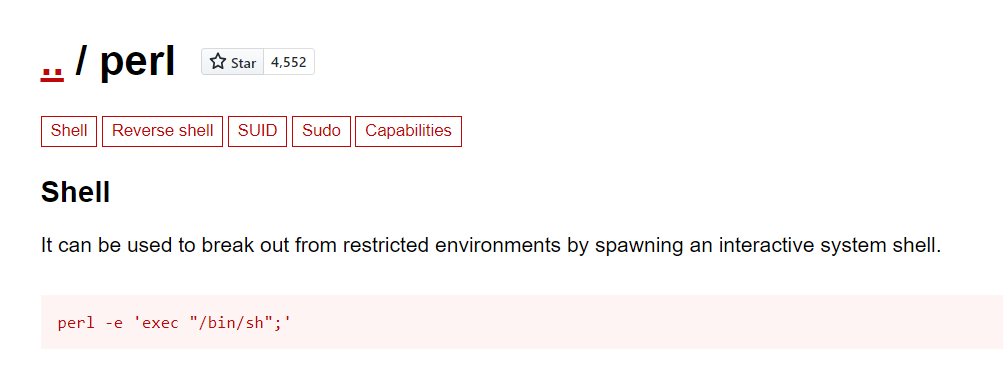 .. / perl Star 4,552
Shell Reverse shell SUID Sudo Capabilities
Shell
It can be used to break out from restricted environments by spawning an interactive system shell.
perl -e 'exec "/bin/sh";'